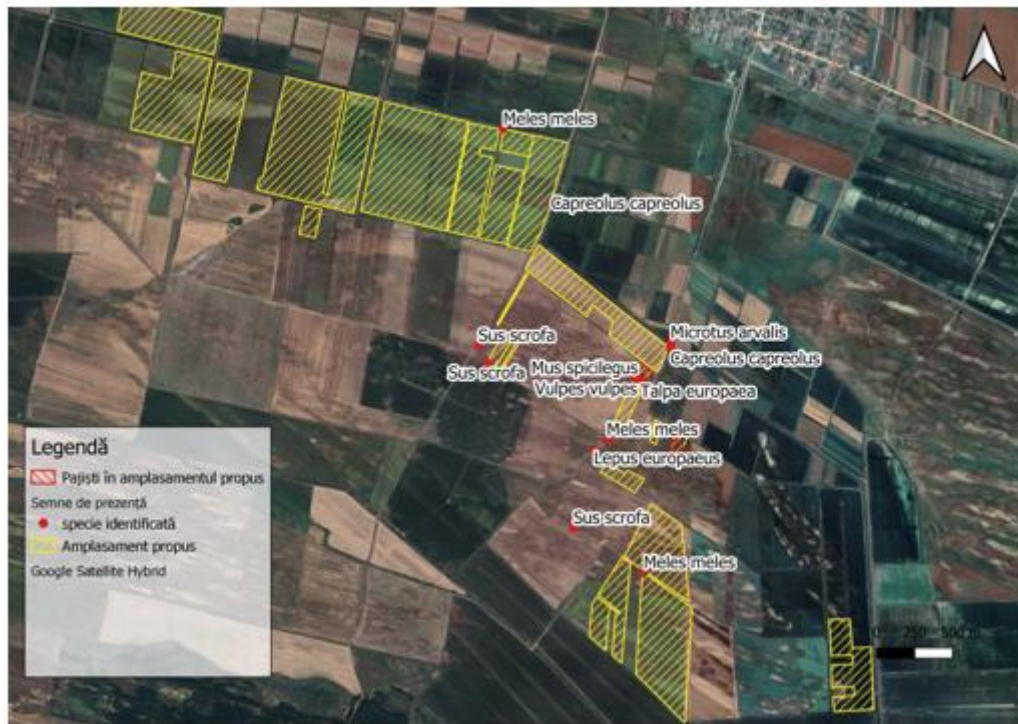 Meles meles
Capreolus capreolus
Sus scrofa
Microtus arvalis
Capreolus capreolus
Sus scrofa
Mus spicilegus
Vulpes vulpes
Talpa europaea
Meles meles
Lepus europaeus
Sus scrofa
Meles meles
Legendă
Pajiști în amplasamentul propus
Semne de prezență
specie identificată
Amplasament propus
Google Satellite Hybrid
0 250 500 m